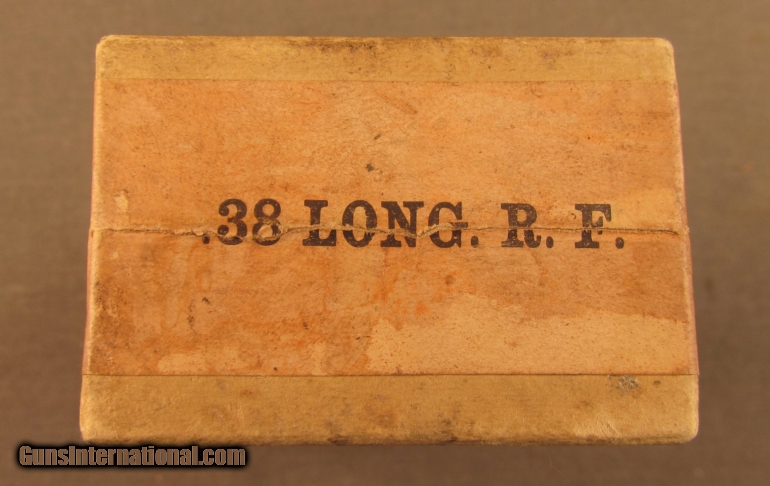 .38 LONG. R. F.
GunsInternational.com